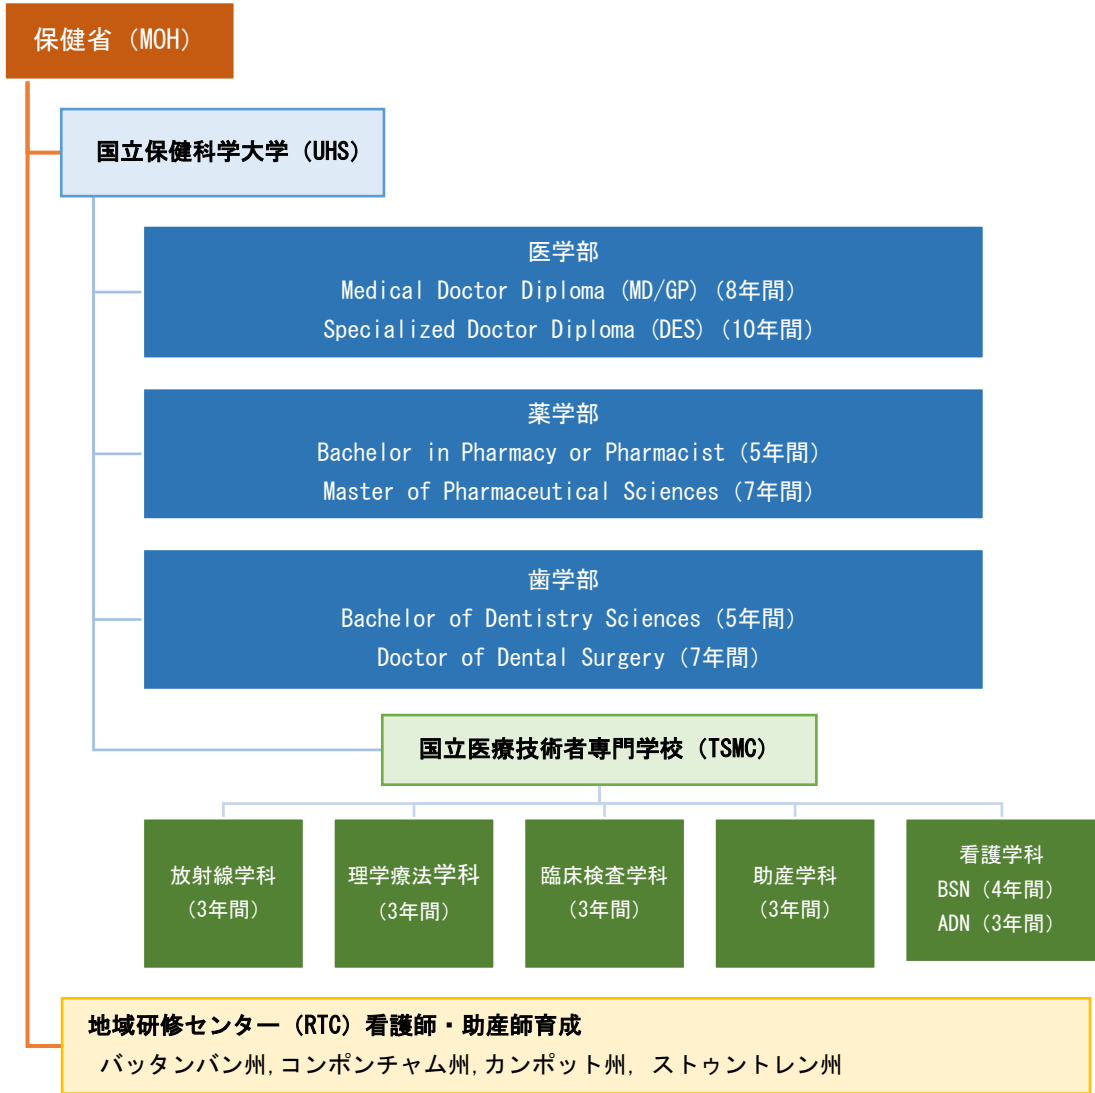 保健省（MOH）
国立保健科学大学（UHS）
医学部
Medical Doctor Diploma（MD/GP）（8年間）
Specialized Doctor Diploma（DES）（10年間）
薬学部
Bachelor in Pharmacy or Pharmacist（5年間）
Master of Pharmaceutical Sciences（7年間）
歯学部
Bachelor of Dentistry Sciences（5年間）
Doctor of Dental Surgery（7年間）
国立医療技術者専門学校（TSMC）
放射線学科
（3年間）
理学療法学科
（3年間）
臨床検査学科
（3年間）
助産学科
（3年間）
看護学科
BSN（4年間）
ADN（3年間）
地域研修センター（RTC）看護師・助産師育成
バッタンバン州,コンポンチャム州,カンポット州, ストゥントレン州